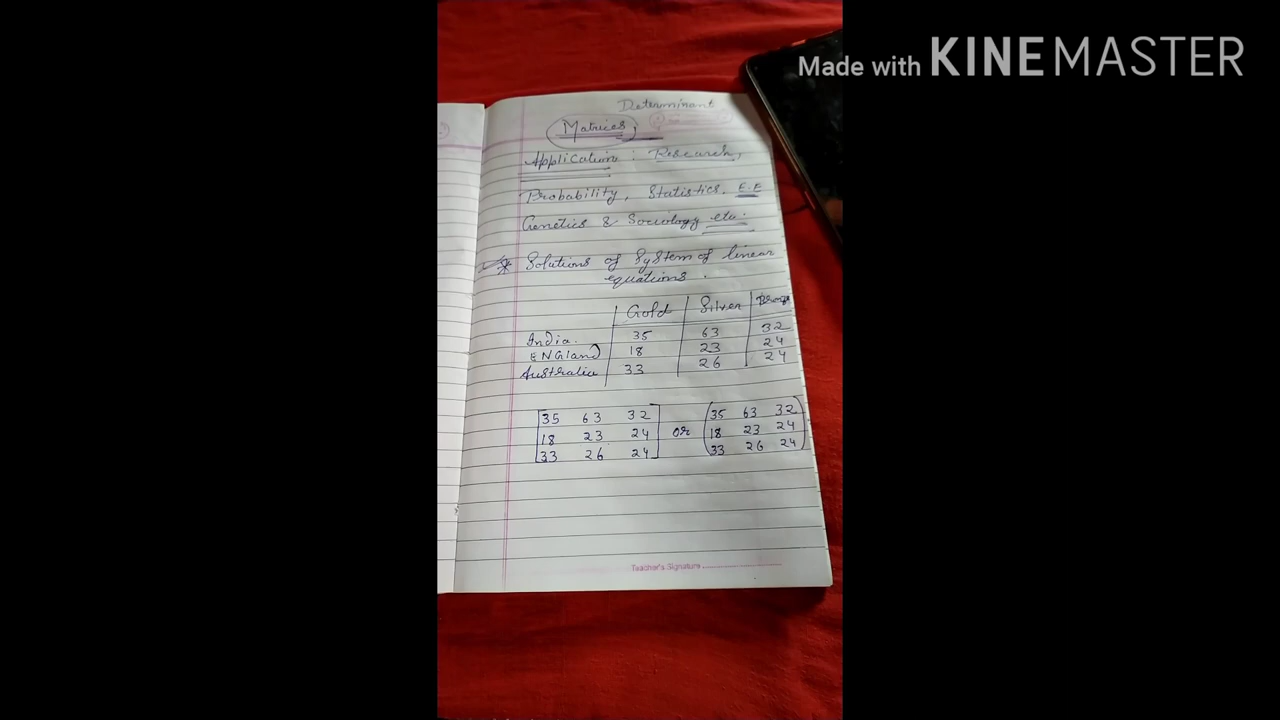 Made with KINEMASTER
Determinant
Matrices
Application : Research,
Probability, Statistics, E.E
Genetics & Sociology etc.
* Solutions of System of linear
equations.
Gold Silver
India. 35 63 32
ENGland 18 23 24
Australia 33 26 24
35 63 32 or 35 63 32
18 23 24 18 23 24
33 26 24 33 26 24
Teacher's Signature